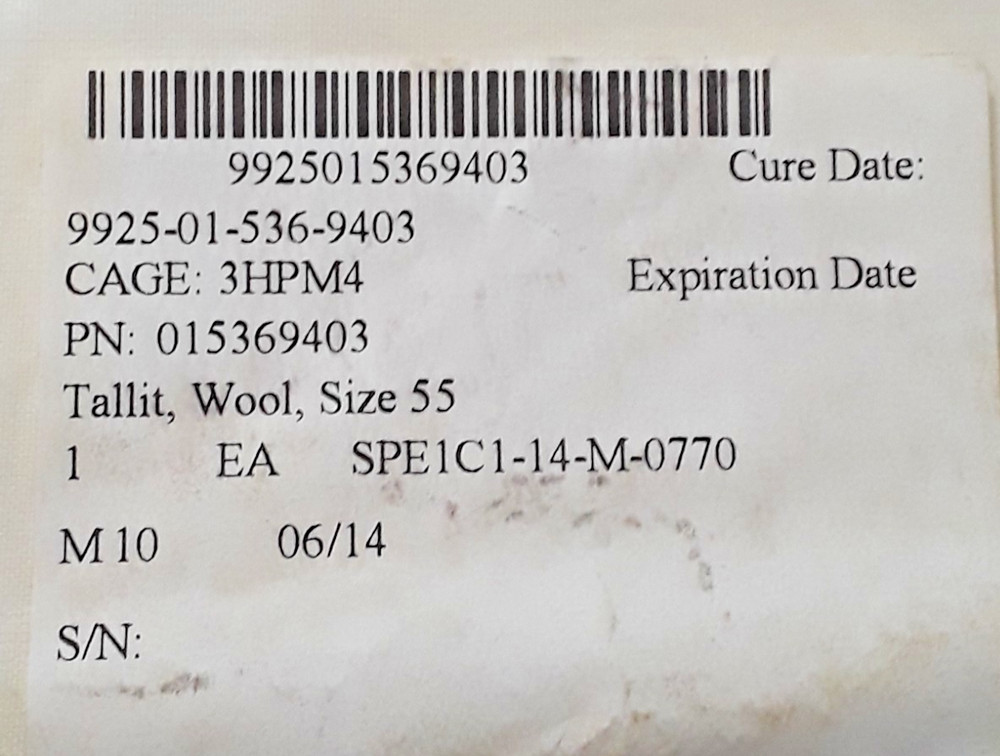 9925015369403 Cure Date:
9925-01-536-9403
CAGE: 3HPM4 Expiration Date
PN: 015369403
Tallit, Wool, Size 55
1 EA SPE1C1-14-M-0770
M 10 06/14
S/N: